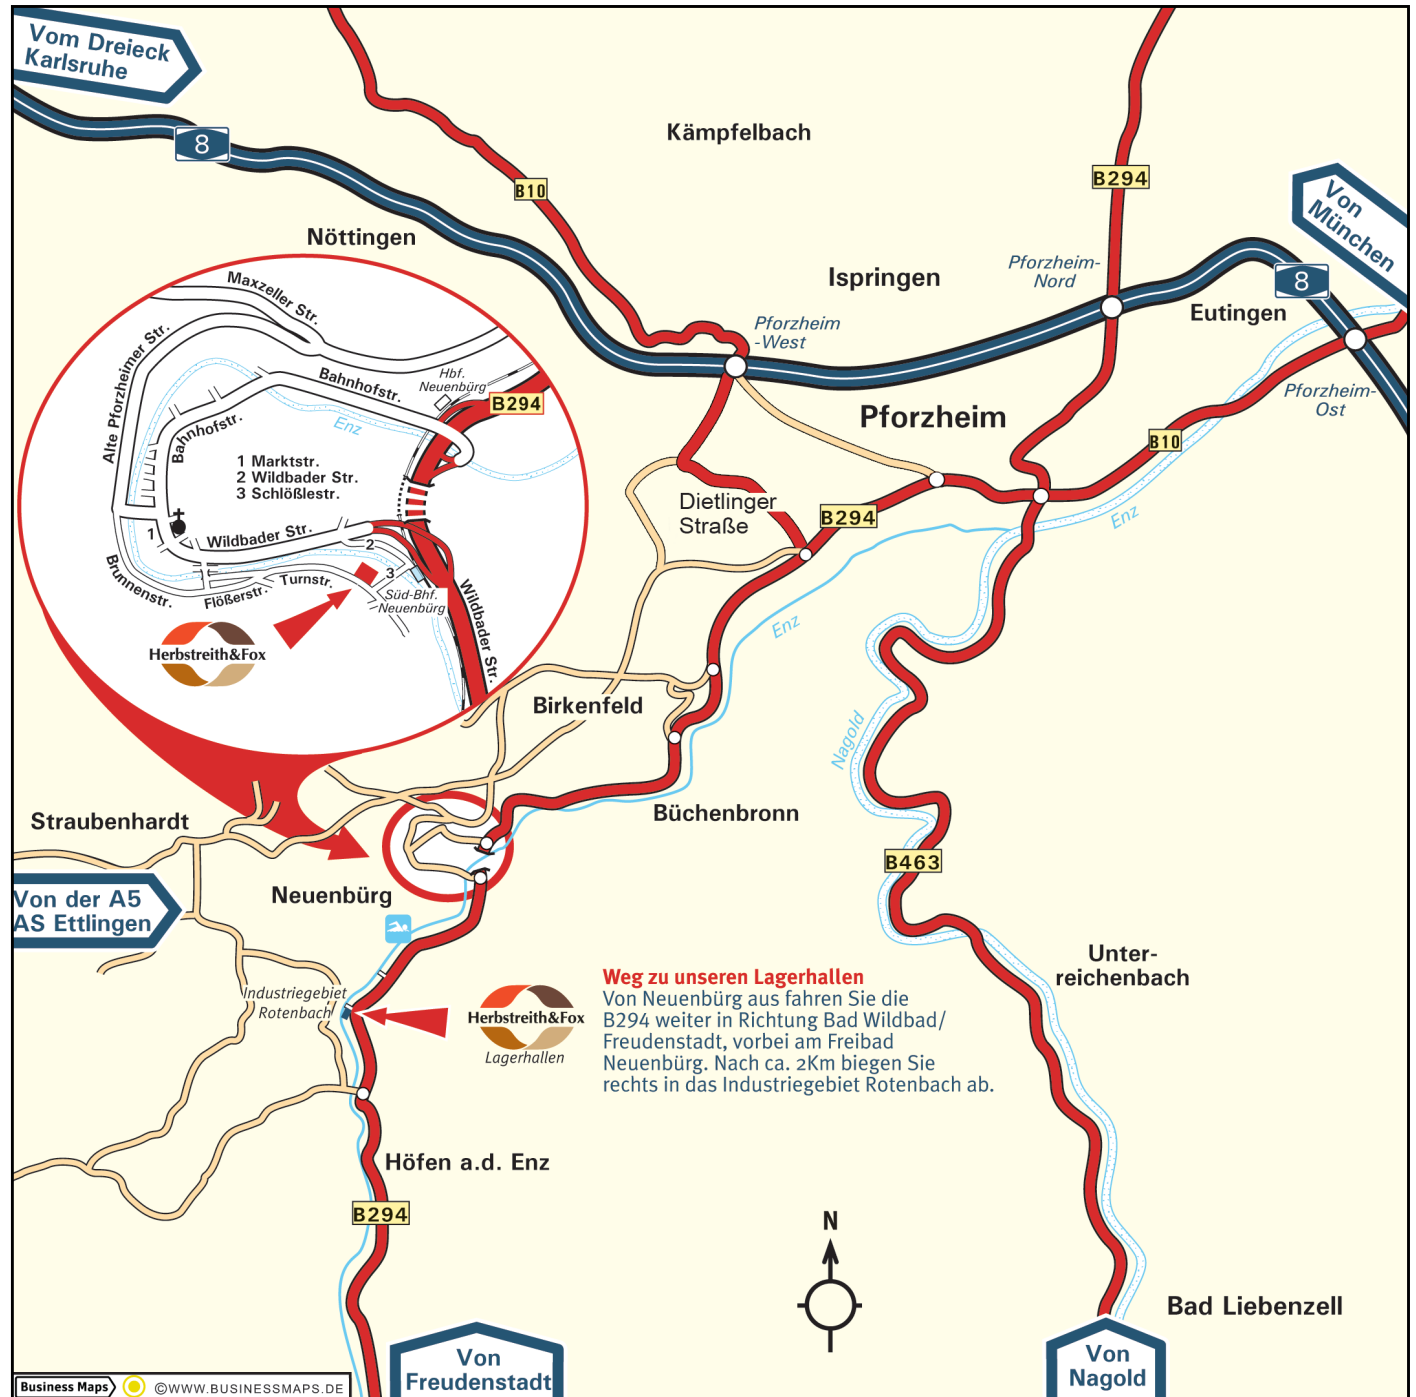 Vom Dreieck
Karlsruhe
8
Kämpfelbach
B10
B294
Von
München
Nöttingen
Ispringen
Pforzheim-
Nord
8
Eutingen
Pforzheim
-West
Pforzheim-
Ost
Pforzheim
B10
Enz
Dietlinger
Straße
B294
Enz
Maxzeller Str.
Alte Pforzheimer Str.
Bahnhofstr.
Hbf.
Neuenbürg
B294
Bahnhofstr.
Enz
1 Marktstr.
2 Wildbader Str.
3 Schlößlestr.
1
Wildbader Str.
2
3
Brunnenstr.
Flößerstr.
Turnstr.
Süd-Bhf.
Neuenbürg
Wildbader Str.
Herbstreith&Fox
Birkenfeld
Nagold
Straubenhardt
Büchenbronn
B463
Neuenbürg
Von der A5
AS Ettlingen
Unter-
reichenbach
Industriegebiet
Rotenbach
Herbstreith&Fox
Lagerhallen
Weg zu unseren Lagerhallen
Von Neuenbürg aus fahren Sie die
B294 weiter in Richtung Bad Wildbad/
Freudenstadt, vorbei am Freibad
Neuenbürg. Nach ca. 2Km biegen Sie
rechts in das Industriegebiet Rotenbach ab.
Höfen a.d. Enz
B294
N
Bad Liebenzell
Von
Freudenstadt
Von
Nagold
Business Maps
©WWW.BUSINESSMAPS.DE